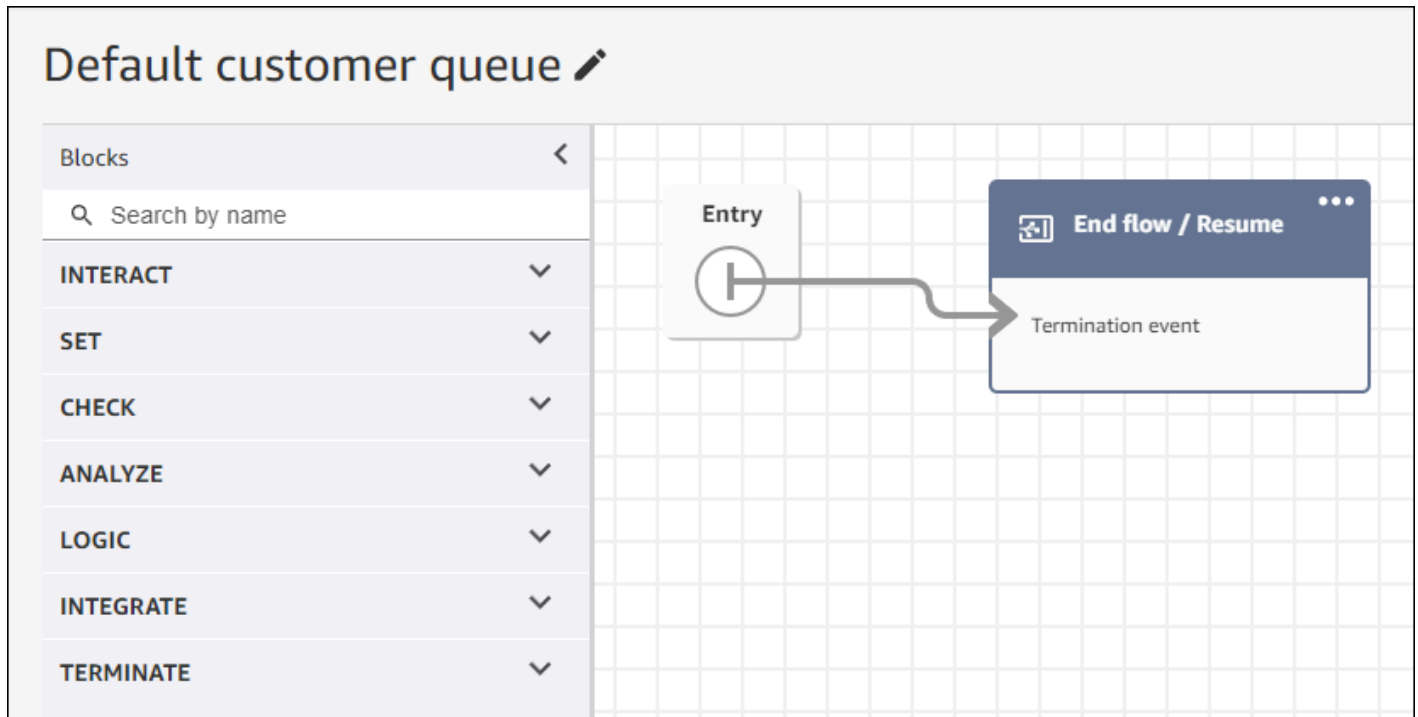 Default customer queue
Blocks
Search by name
INTERACT
SET
CHECK
ANALYZE
LOGIC
INTEGRATE
TERMINATE
Entry
End flow / Resume
Termination event